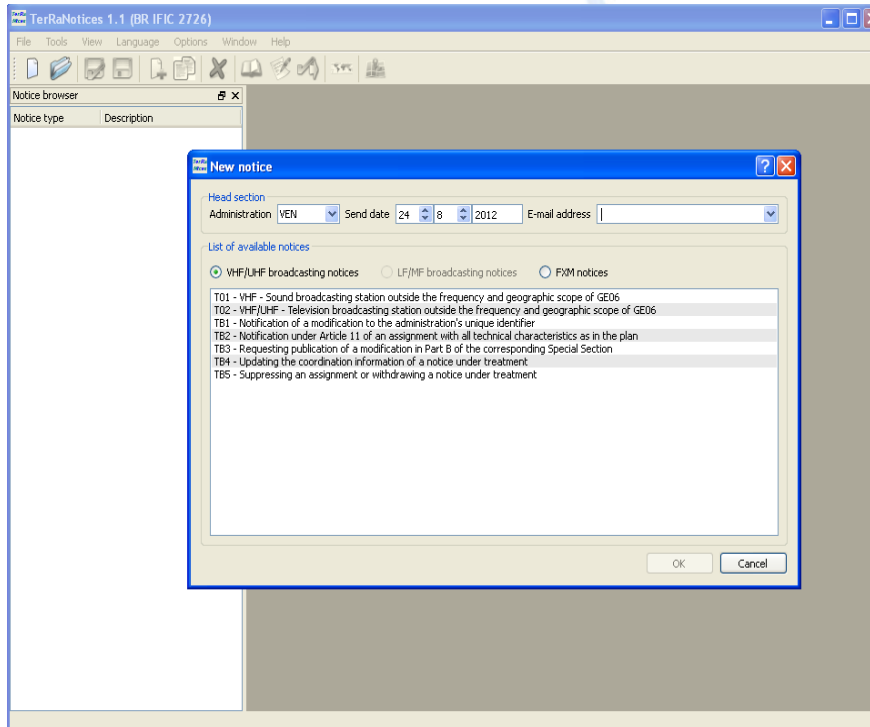 TerRaNotices 1.1 (BR IFIC 2726)
File Tools View Language Options Window Help
Notice browser
Notice type Description
New notice
Head section
Administration VEN Send date 24 8 2012 E-mail address
List of available notices
VHF/UHF broadcasting notices LF/MF broadcasting notices FXM notices
T01 - VHF - Sound broadcasting station outside the frequency and geographic scope of GE06
T02 - VHF/UHF - Television broadcasting station outside the frequency and geographic scope of GE06
TB1 - Notification of a modification to the administration's unique identifier
TB2 - Notification under Article 11 of an assignment with all technical characteristics as in the plan
TB3 - Requesting publication of a modification in Part B of the corresponding Special Section
TB4 - Updating the coordination information of a notice under treatment
TB5 - Suppressing an assignment or withdrawing a notice under treatment
OK Cancel